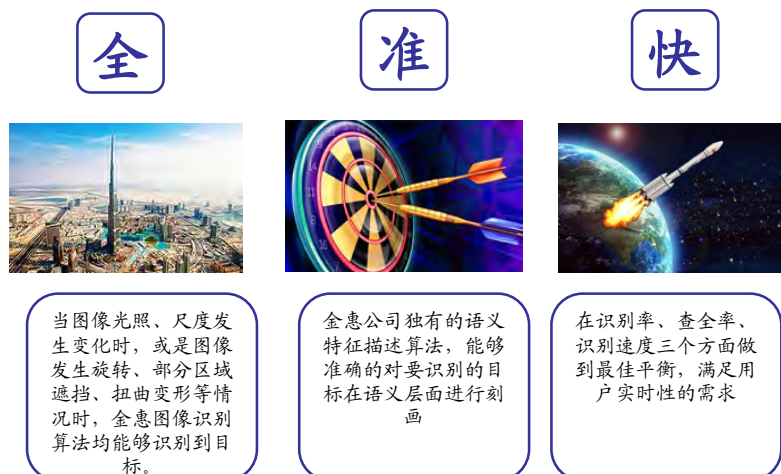 全
准
快
当图像光照、尺度发
生变化时，或是图像
发生旋转、部分区域
遮挡、扭曲变形等情
况时，金惠图像识别
算法均能够识别到目
标。
金惠公司独有的语义
特征描述算法，能够
准确的对要识别的目
标在语义层面进行刻
画
在识别率、查全率、
识别速度三个方面做
到最佳平衡，满足用
户实时性的需求